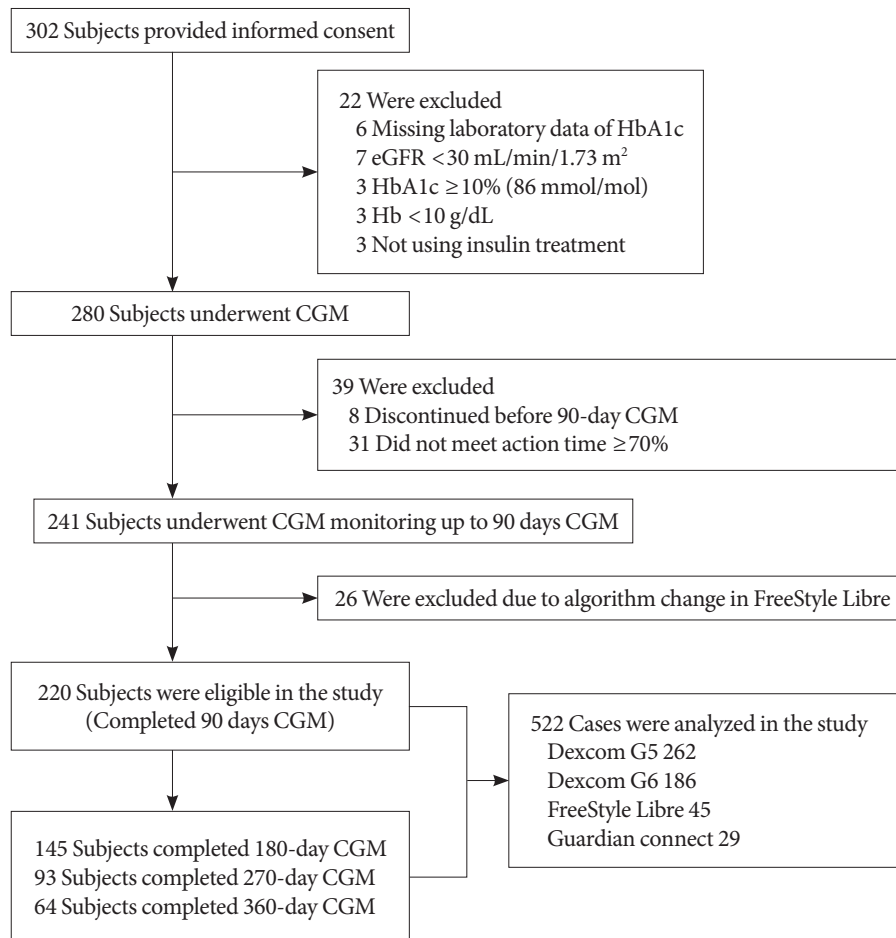 302 Subjects provided informed consent
22 Were excluded
6 Missing laboratory data of HbA1c
7 eGFR <30 mL/min/1.73 m²
3 HbA1c ≥10% (86 mmol/mol)
3 Hb <10 g/dL
3 Not using insulin treatment
280 Subjects underwent CGM
39 Were excluded
8 Discontinued before 90-day CGM
31 Did not meet action time ≥70%
241 Subjects underwent CGM monitoring up to 90 days CGM
26 Were excluded due to algorithm change in FreeStyle Libre
220 Subjects were eligible in the study
(Completed 90 days CGM)
522 Cases were analyzed in the study
Dexcom G5 262
Dexcom G6 186
FreeStyle Libre 45
Guardian connect 29
145 Subjects completed 180-day CGM
93 Subjects completed 270-day CGM
64 Subjects completed 360-day CGM